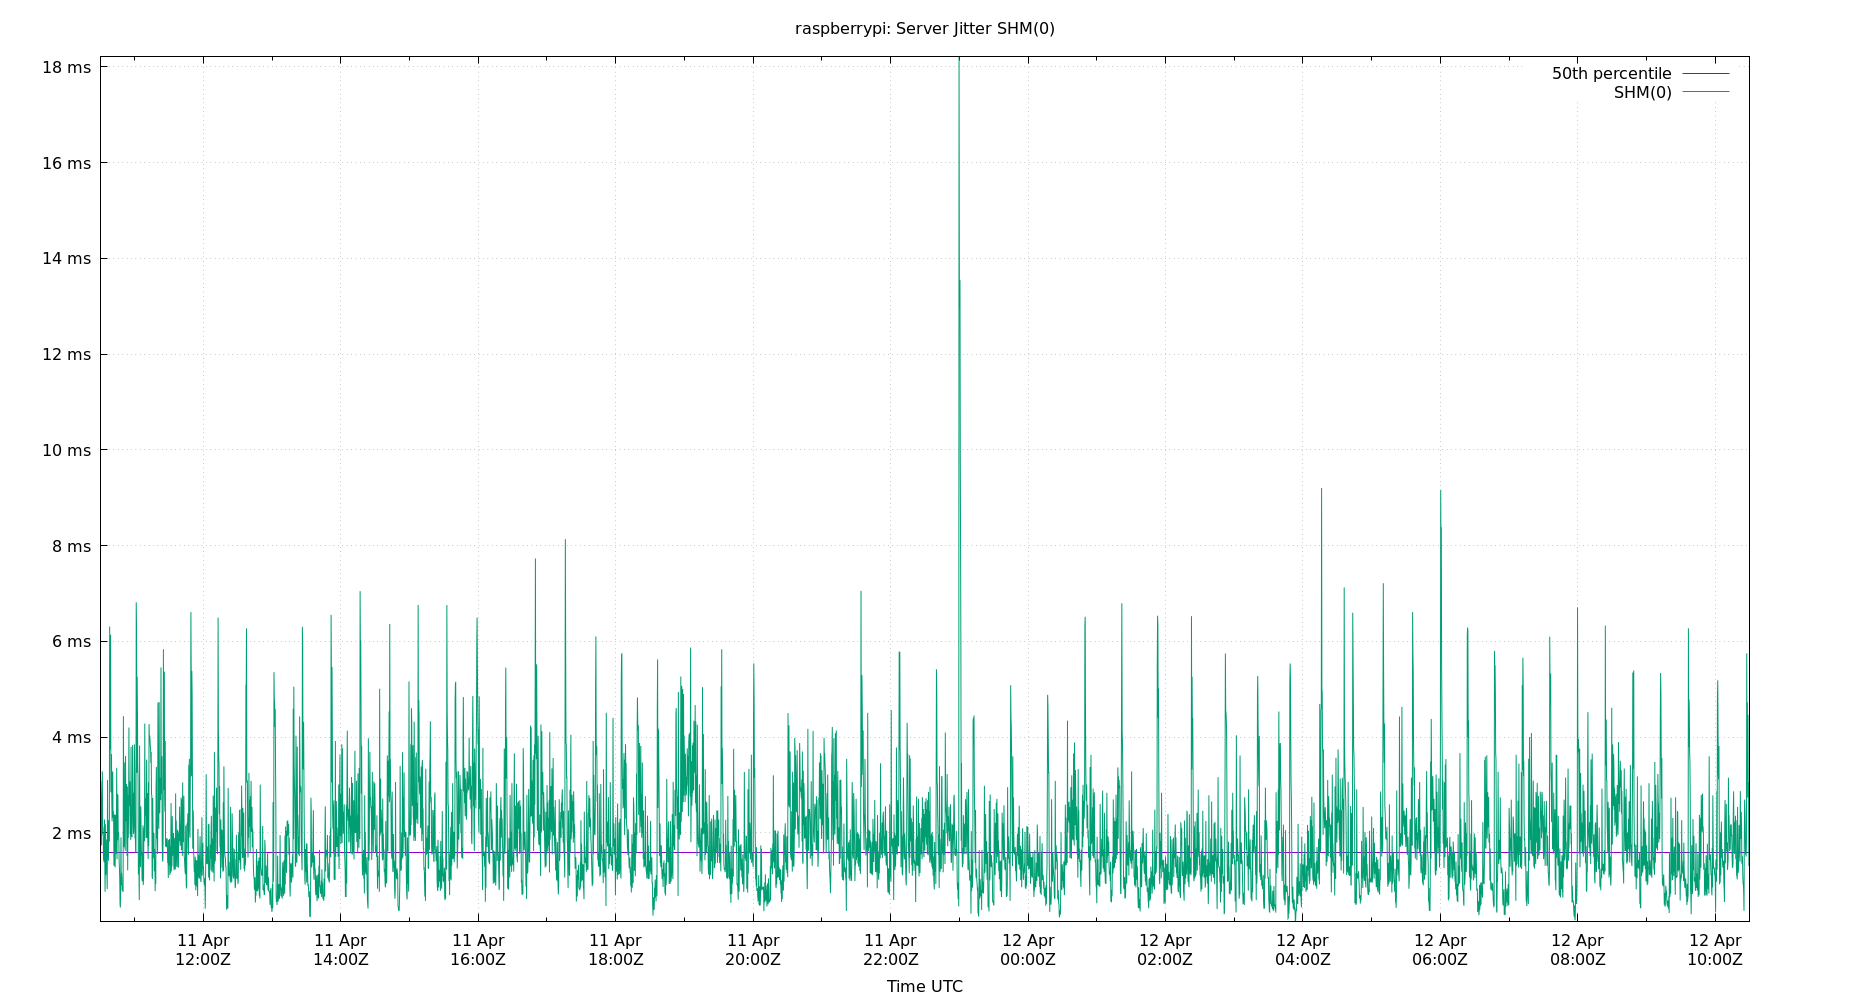 raspberrypi: Server Jitter SHM(0)
50th percentile
SHM(0)
18 ms
16 ms
14 ms
12 ms
10 ms
8 ms
6 ms
4 ms
2 ms
11 Apr 11 Apr 11 Apr 11 Apr 11 Apr 11 Apr 12 Apr 12 Apr 12 Apr 12 Apr 12 Apr 12 Apr
12:00Z 14:00Z 16:00Z 18:00Z 20:00Z 22:00Z 00:00Z 02:00Z 04:00Z 06:00Z 08:00Z 10:00Z
Time UTC